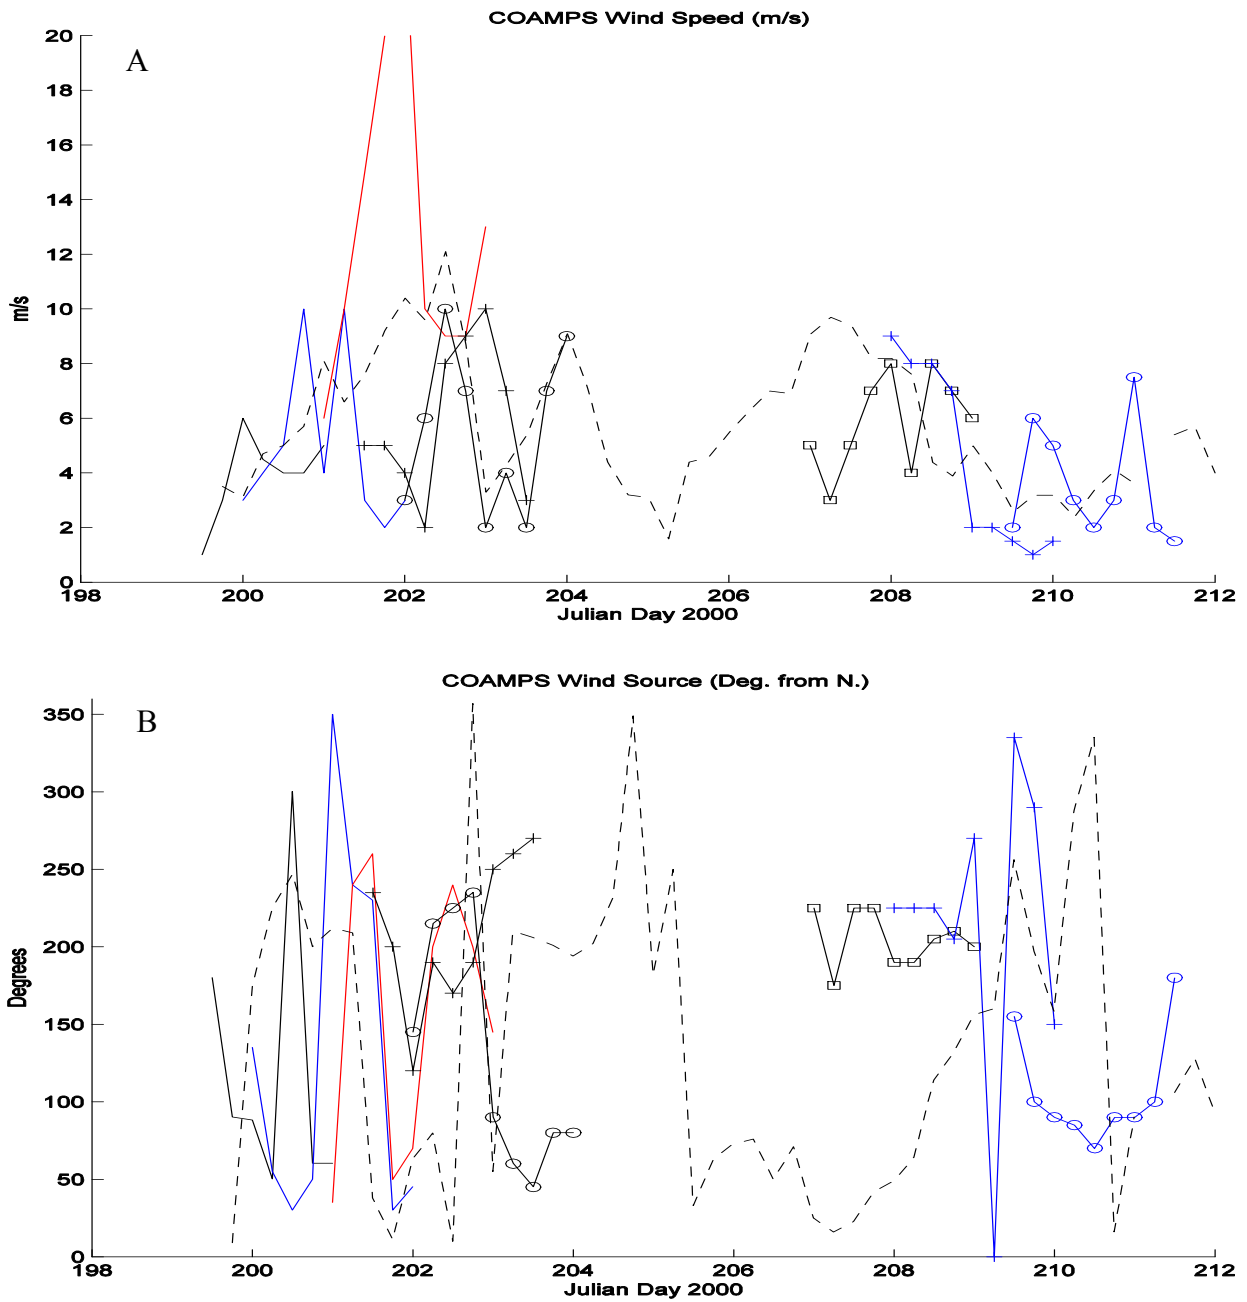 COAMPS Wind Speed (m/s)
A
20
18
16
14
12
10
8
6
4
2
0
m/s
198 200 202 204 206 208 210 212
Julian Day 2000
COAMPS Wind Source (Deg. from N.)
B
350
300
250
200
150
100
50
0
Degrees
198 200 202 204 206 208 210 212
Julian Day 2000